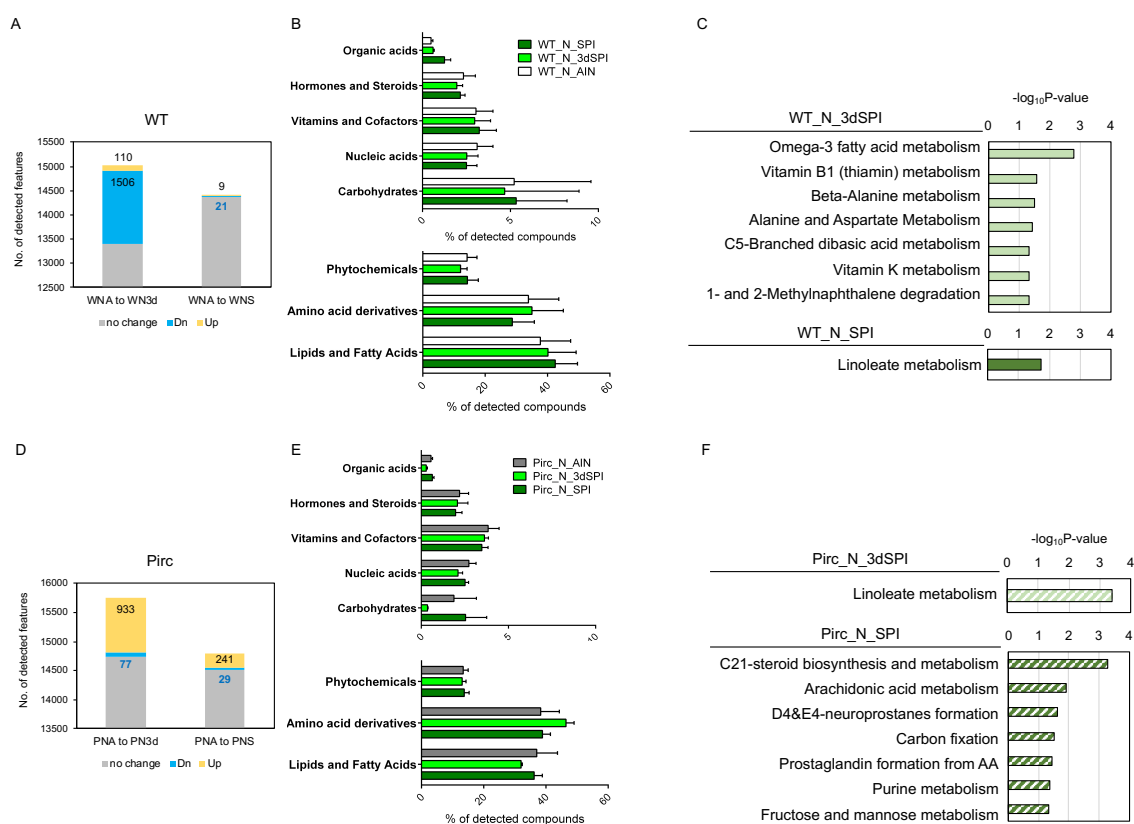 A
WT
No. of detected features
15500
15000
14500
14000
13500
13000
12500
110
1506
9
21
WNA to WN3d
WNA to WNS
no change
Dn
Up
B
Organic acids
Hormones and Steroids
Vitamins and Cofactors
Nucleic acids
Carbohydrates
WT_N_SPI
WT_N_3dSPI
WT_N_AIN
0
5
10
% of detected compounds
Phytochemicals
Amino acid derivatives
Lipids and Fatty Acids
0
20
40
60
% of detected compounds
C
-log10P-value
WT_N_3dSPI
0 1 2 3 4
Omega-3 fatty acid metabolism
Vitamin B1 (thiamin) metabolism
Beta-Alanine metabolism
Alanine and Aspartate Metabolism
C5-Branched dibasic acid metabolism
Vitamin K metabolism
1- and 2-Methylnaphthalene degradation
WT_N_SPI
Linoleate metabolism
D
Pirc
No. of detected features
16000
15500
15000
14500
14000
13500
933
77
241
29
PNA to PN3d
PNA to PNS
no change
Dn
Up
E
Organic acids
Hormones and Steroids
Vitamins and Cofactors
Nucleic acids
Carbohydrates
Pirc_N_AIN
Pirc_N_3dSPI
Pirc_N_SPI
0
5
10
Phytochemicals
Amino acid derivatives
Lipids and Fatty Acids
0
20
40
60
% of detected compounds
F
-log10P-value
Pirc_N_3dSPI
0 1 2 3 4
Linoleate metabolism
Pirc_N_SPI
0 1 2 3 4
C21-steroid biosynthesis and metabolism
Arachidonic acid metabolism
D4&E4-neuroprostanes formation
Carbon fixation
Prostaglandin formation from AA
Purine metabolism
Fructose and mannose metabolism